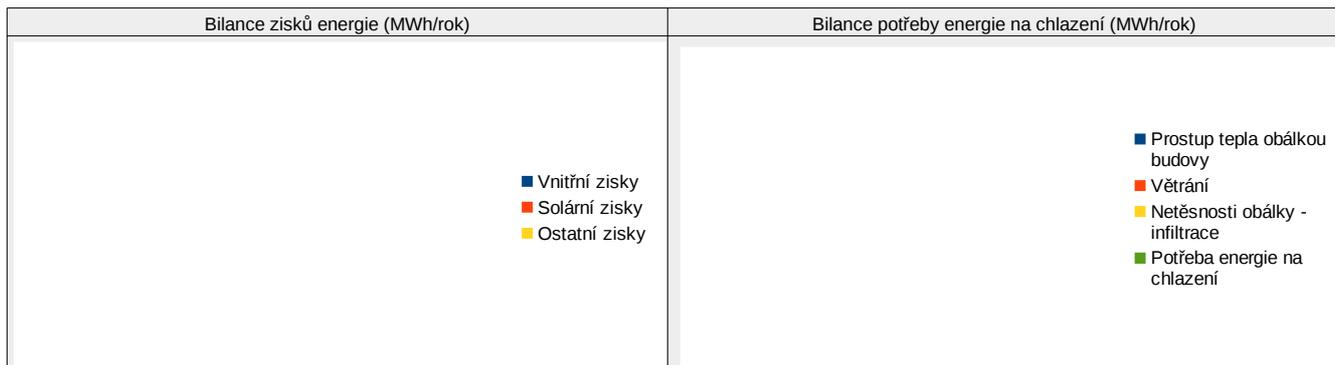 Bilance zisků energie (MWh/rok)
Bilance potřeby energie na chlazení (MWh/rok)
Vnitřní zisky
Solární zisky
Ostatní zisky
Prostup tepla obálkou
budovy
Větrání
Netěsnosti obálky -
infiltrace
Potřeba energie na
chlazení